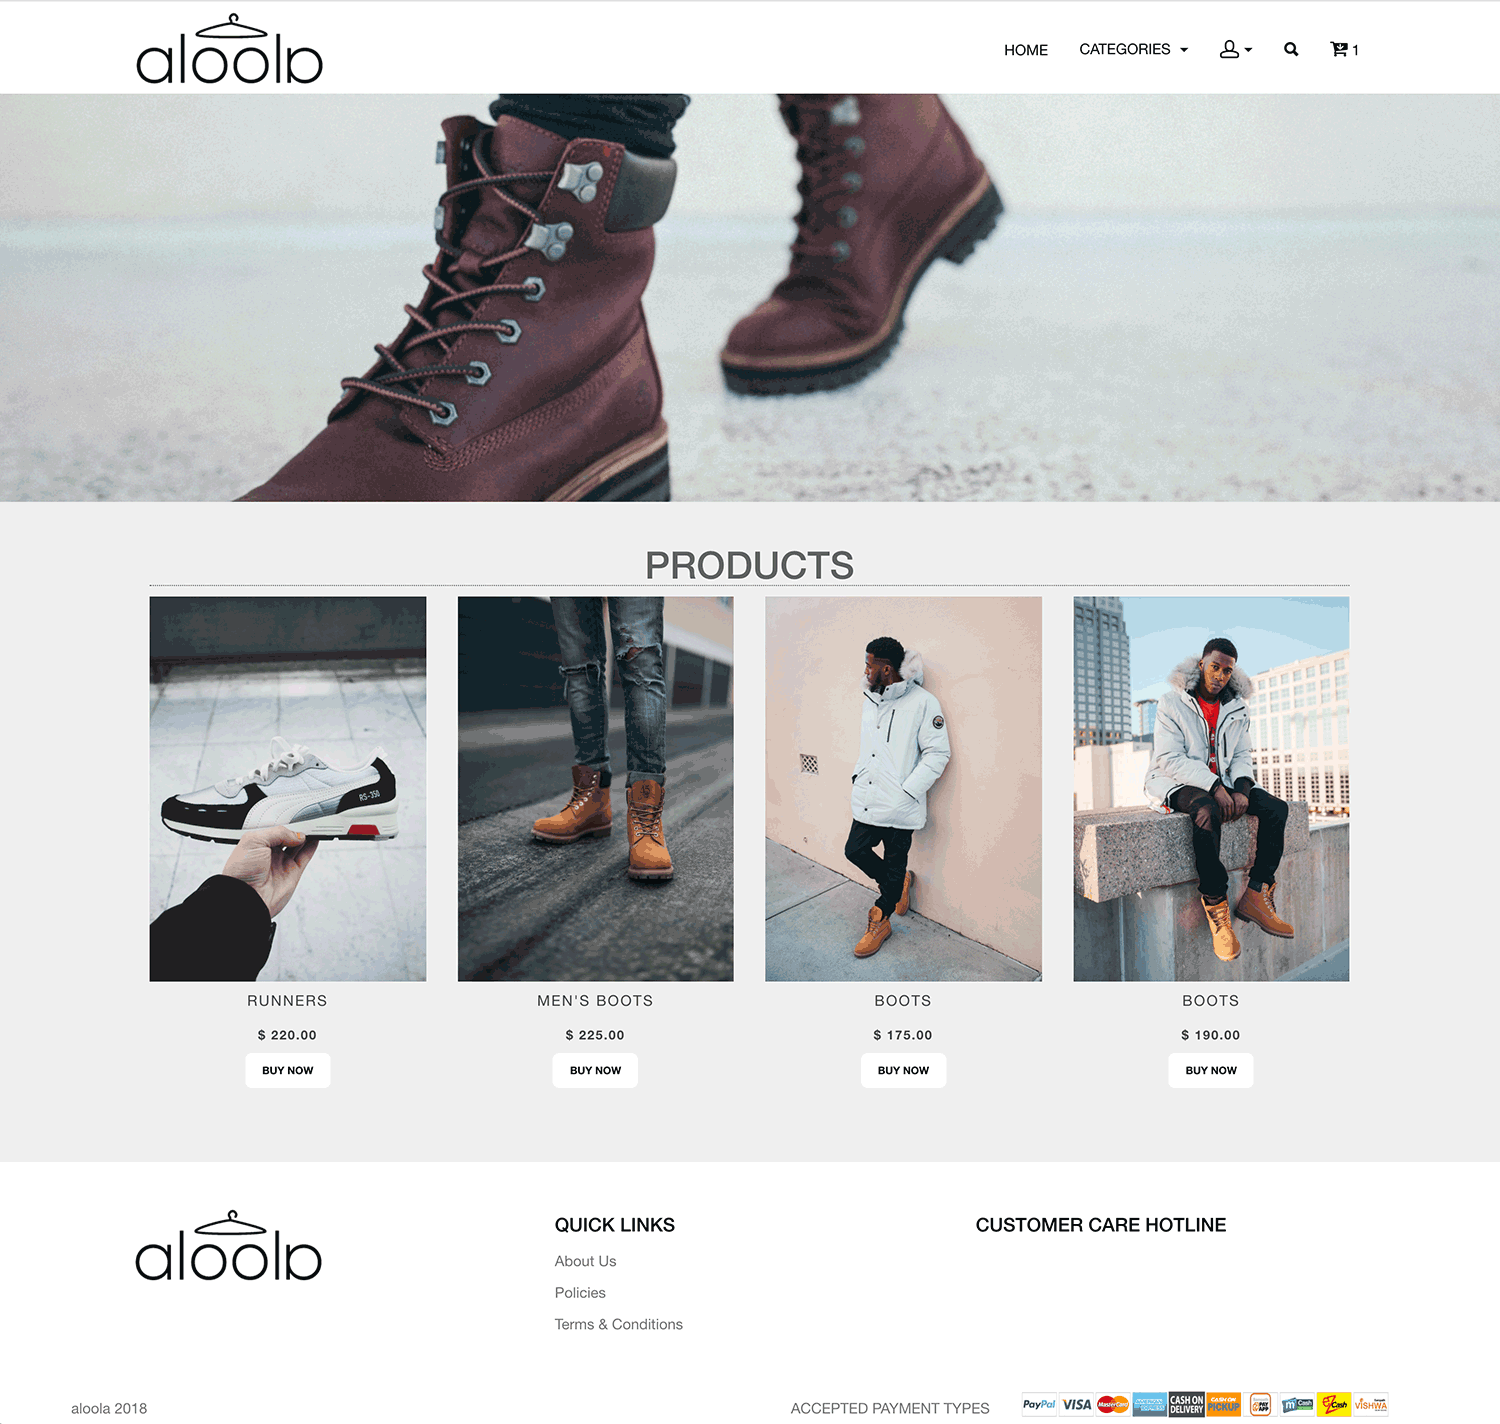 aloolb
HOME CATEGORIES 1
PRODUCTS
RS-350
RUNNERS
$ 220.00
BUY NOW
MEN'S BOOTS
$ 225.00
BUY NOW
BOOTS
$ 175.00
BUY NOW
BOOTS
$ 190.00
BUY NOW
aloolb
QUICK LINKS
About Us
Policies
Terms & Conditions
CUSTOMER CARE HOTLINE
aloola 2018
ACCEPTED PAYMENT TYPES
PayPal VISA MasterCard CASH ON DELIVERY CASH ON PICKUP mCash eZCash VISHWA